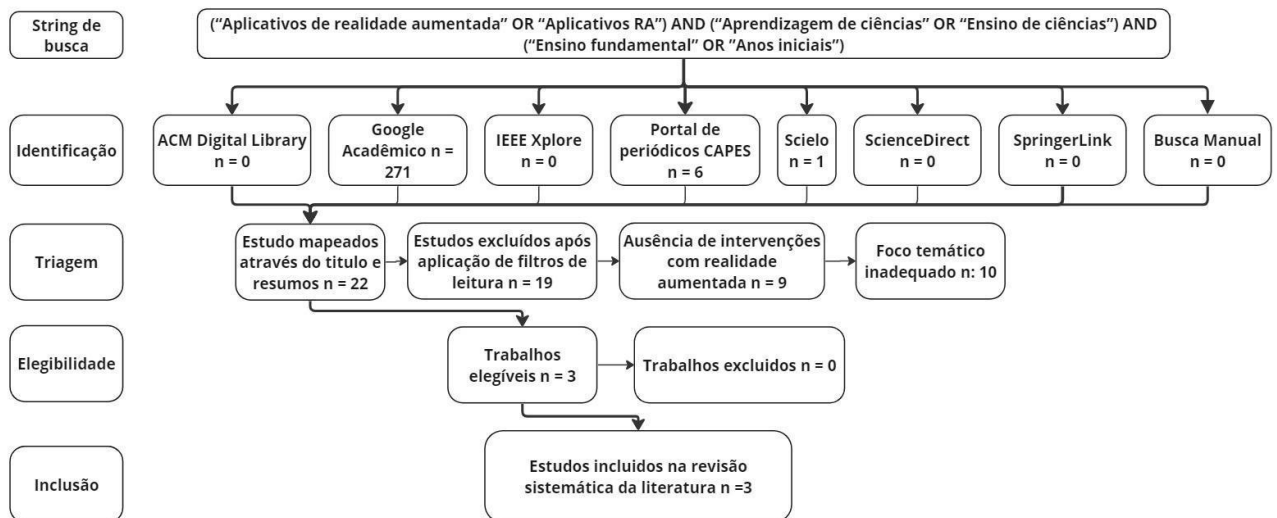 String de
busca
(“Aplicativos de realidade aumentada” OR “Aplicativos RA”) AND (“Aprendizagem de ciências” OR “Ensino de ciências”) AND
(“Ensino fundamental” OR ”Anos iniciais”)
Identificação
ACM Digital Library
n = 0
Google
Acadêmico n =
271
IEEE Xplore
n = 0
Portal de
periódicos CAPES
n = 6
Scielo
n = 1
ScienceDirect
n = 0
SpringerLink
n = 0
Busca Manual
n = 0
Triagem
Estudo mapeados
através do titulo e
resumos n = 22
Estudos excluídos após
aplicação de filtros de
leitura n = 19
Ausência de intervenções
com realidade
aumentada n = 9
Foco temático
inadequado n: 10
Elegibilidade
Trabalhos
elegíveis n = 3
Trabalhos excluidos n = 0
Inclusão
Estudos incluidos na revisão
sistemática da literatura n =3